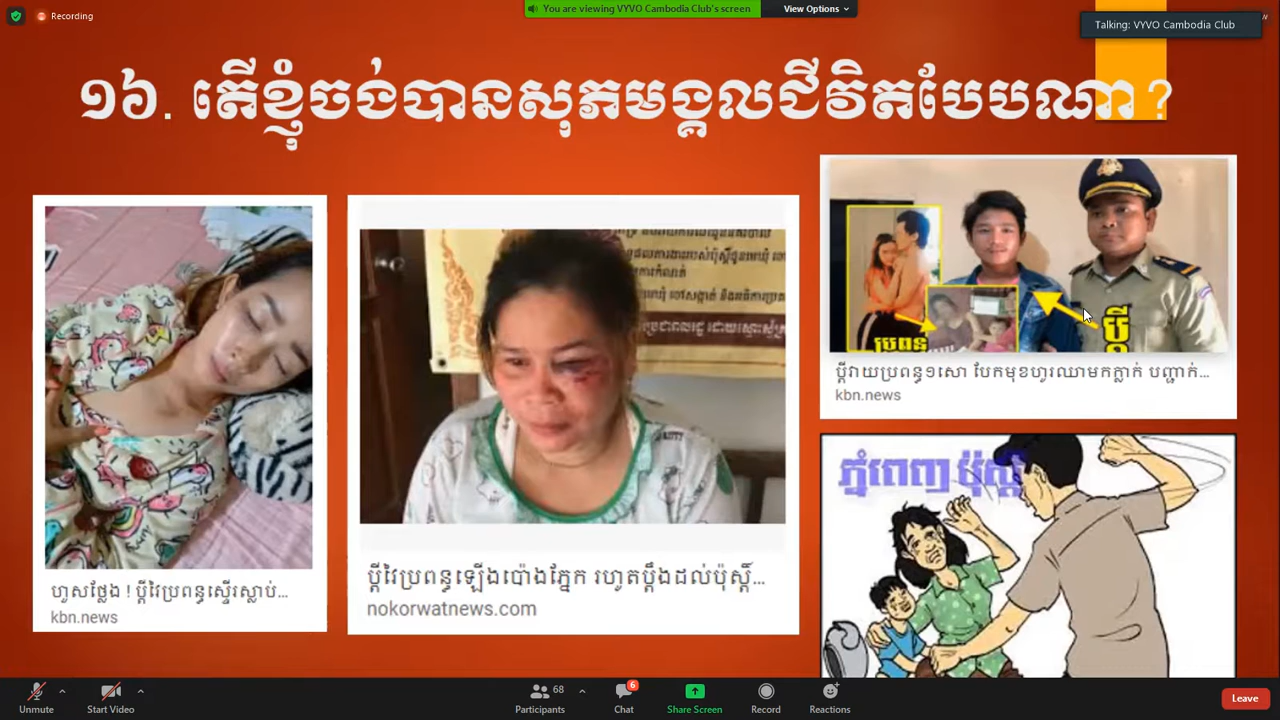 Recording
You are viewing VYVO Cambodia Club's screen
View Options
Talking: VYVO Cambodia Club
១៦. តើខ្ញុំចង់បានសុភមង្គលជីវិតបែបណា?
ប្រពន្ធ
ប្ដី
ប្ដីវាយប្រពន្ធ១សោ បែកមុខហូរឈាមកក្លាក់ បញ្ជាក់...
kbn.news
ហួសថ្លែង ! ប្ដីវៃប្រពន្ធស្ទើរស្លាប់...
kbn.news
ប្ដីវៃប្រពន្ធឡើងប៉ោងភ្នែក រហូតប្ដឹងដល់ប៉ុស្ដិ៍...
nokorwatnews.com
ភ្នំពេញ ប៉ុស្តិ៍
Unmute
Start Video
68
Participants
6
Chat
Share Screen
Record
Reactions
Leave